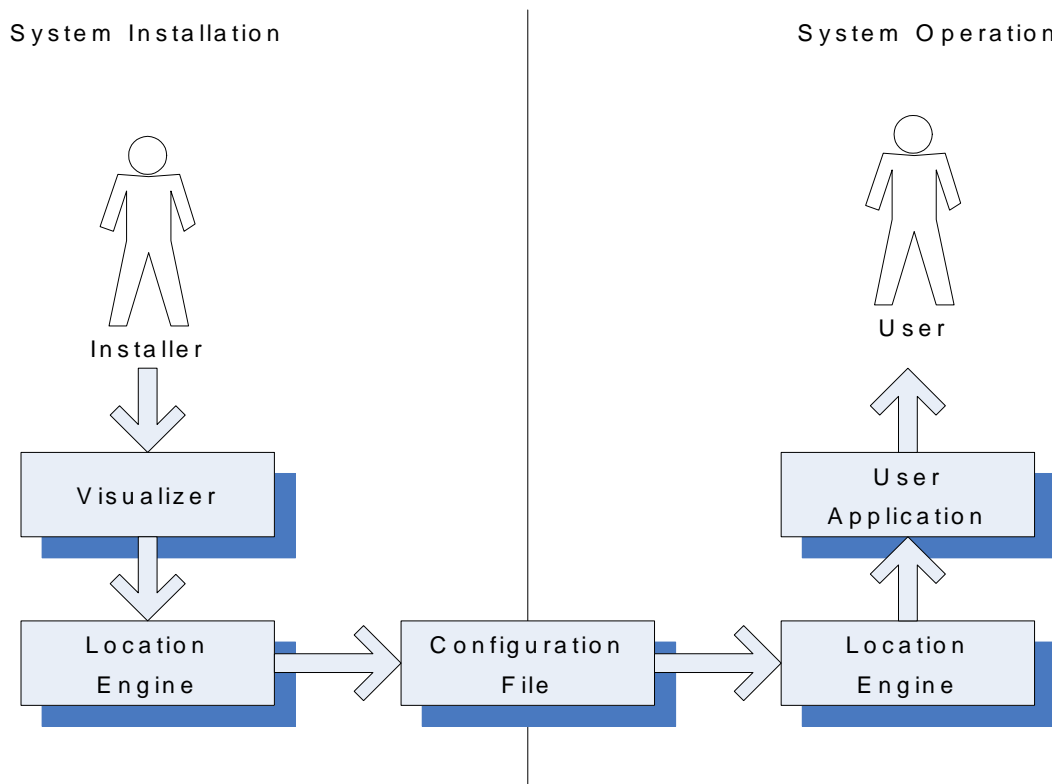 System Installation
System Operation
Installer
User
Visualizer
User
Application
Location
Engine
Configuration
File
Location
Engine